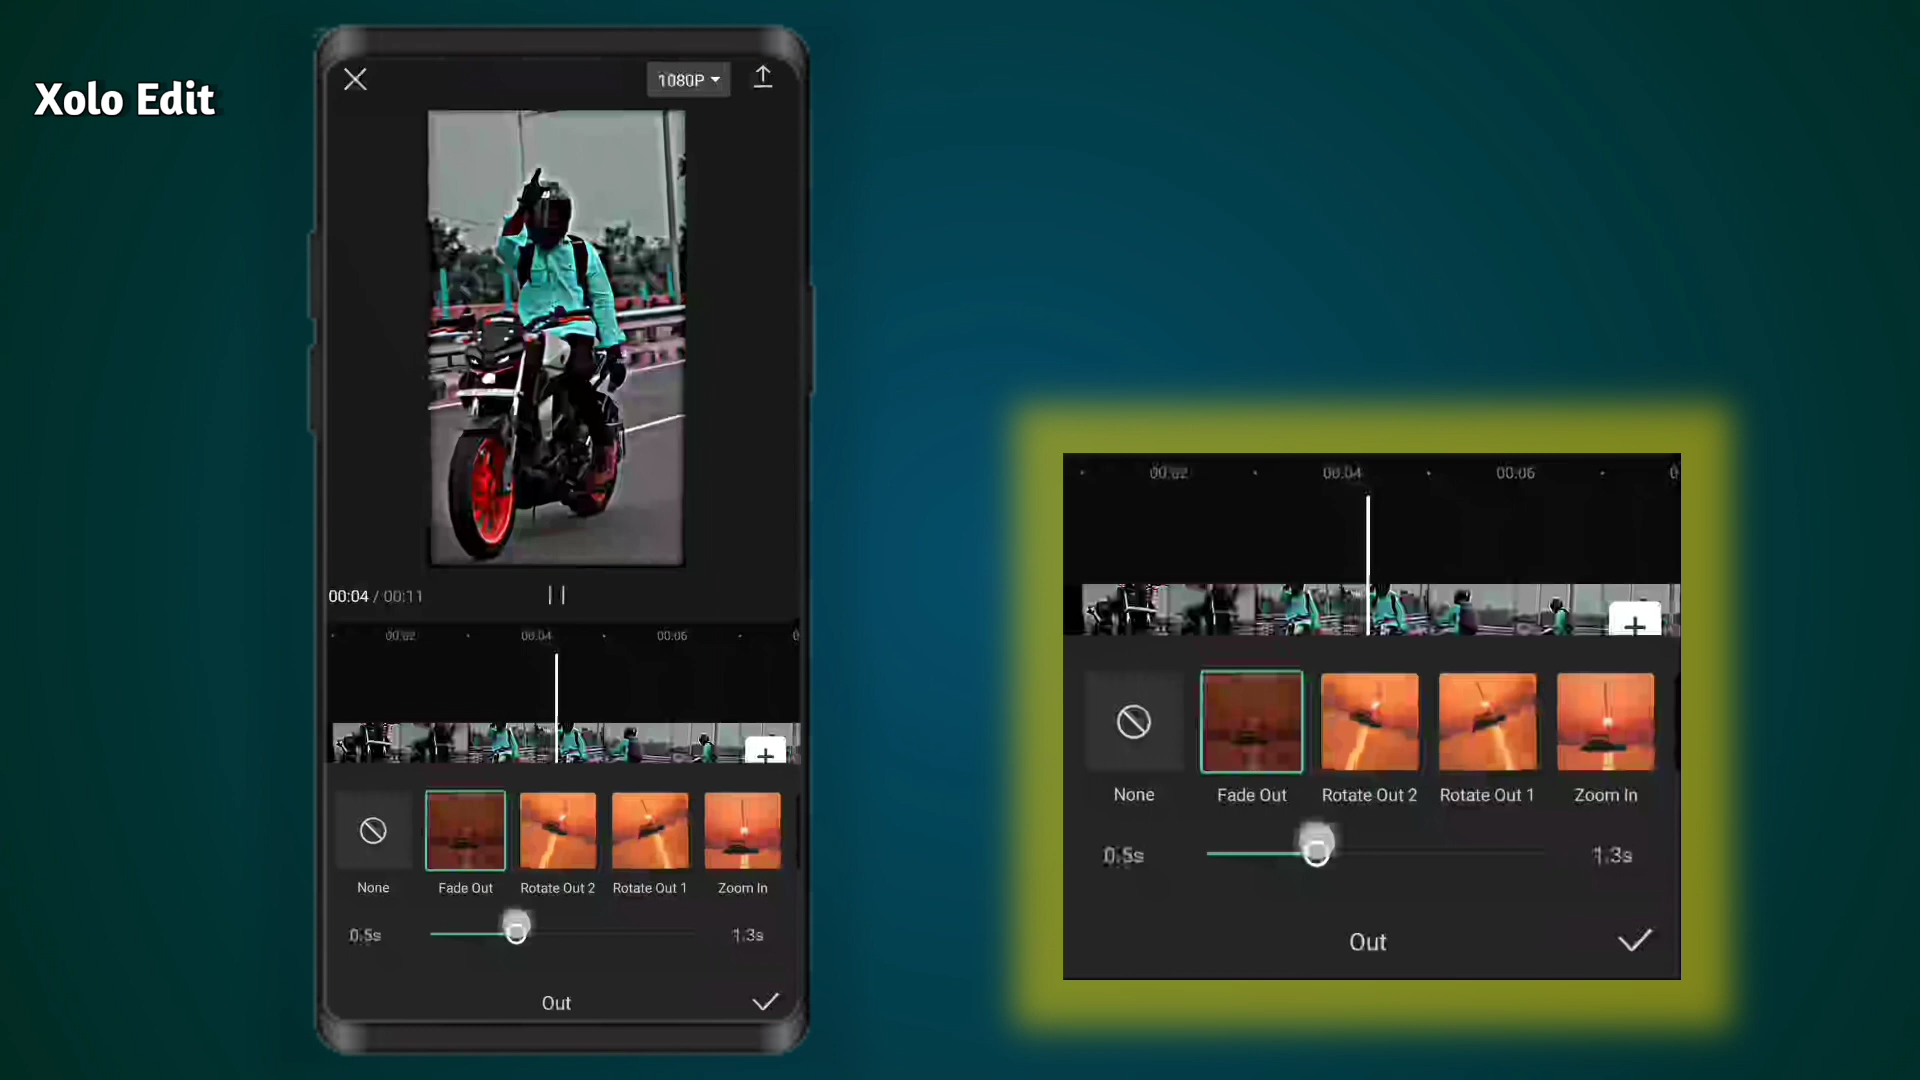 Xolo Edit
1080P
00:04 / 00:11
00:02 00:04 00:06 0
None Fade Out Rotate Out 2 Rotate Out 1 Zoom In
0.5s 1.3s
Out
00:02 00:04 00:06 0
None Fade Out Rotate Out 2 Rotate Out 1 Zoom In
0.5s 1.3s
Out